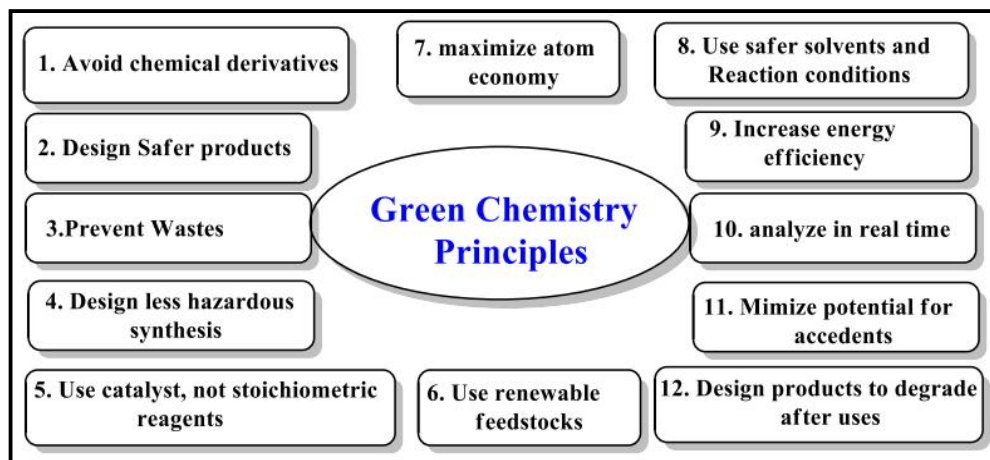 1. Avoid chemical derivatives
2. Design Safer products
3.Prevent Wastes
4. Design less hazardous
synthesis
5. Use catalyst, not stoichiometric
reagents
6. Use renewable
feedstocks
7. maximize atom
economy
8. Use safer solvents and
Reaction conditions
9. Increase energy
efficiency
10. analyze in real time
11. Mimize potential for
accedents
12. Design products to degrade
after uses
Green Chemistry
Principles